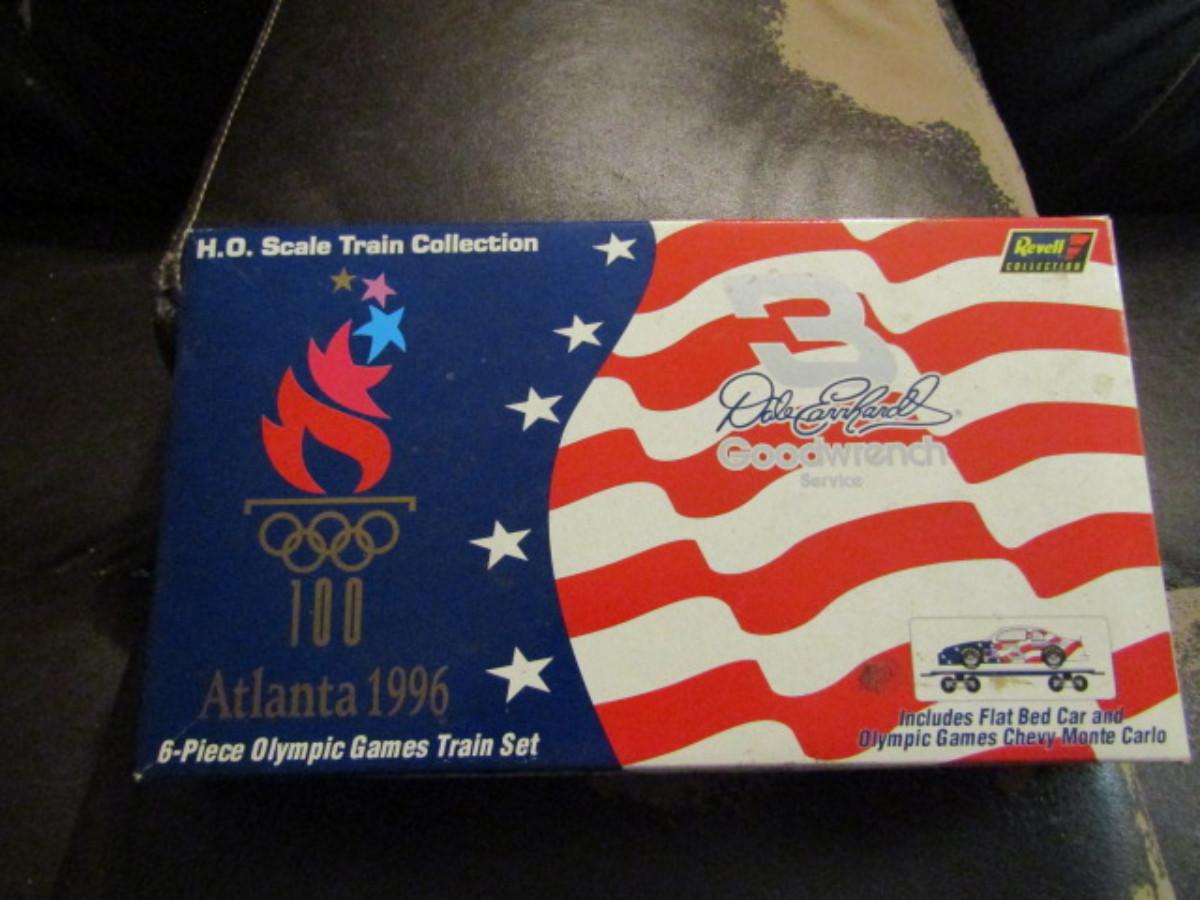 H.O. Scale Train Collection
100
Atlanta 1996
6-Piece Olympic Games Train Set
Revell
COLLECTION
3
Dale Earnhardt
Goodwrench
Service
Includes Flat Bed Car and
Olympic Games Chevy Monte Carlo